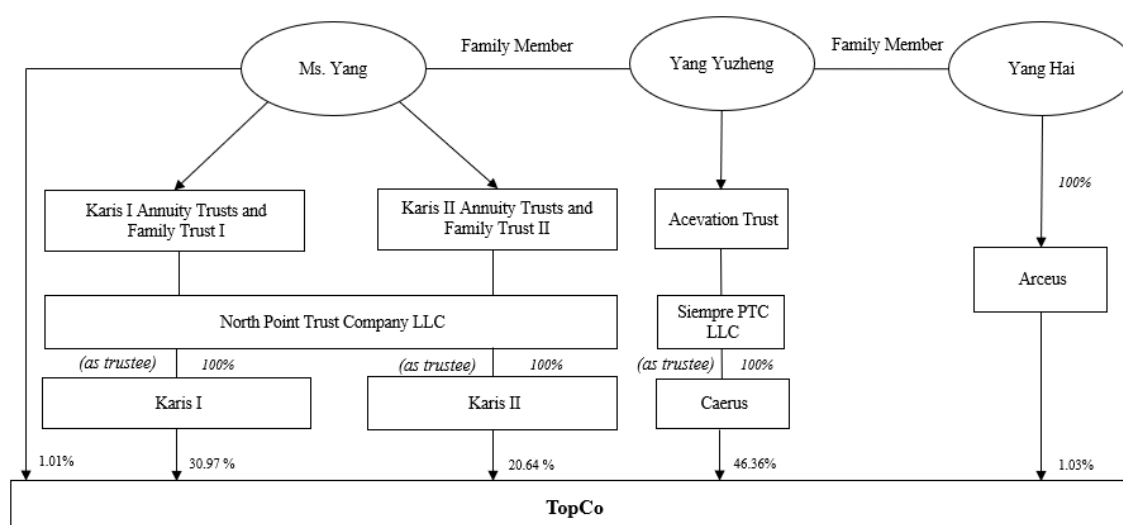 Family Member
Family Member
Ms. Yang
Yang Yuzheng
Yang Hai
100%
Karis I Annuity Trusts and
Family Trust I
Karis II Annuity Trusts and
Family Trust II
Acevation Trust
Arceus
North Point Trust Company LLC
Siempre PTC
LLC
(as trustee) 100%
(as trustee) 100%
(as trustee) 100%
Karis I
Karis II
Caerus
1.01%
30.97 %
20.64 %
46.36%
1.03%
TopCo